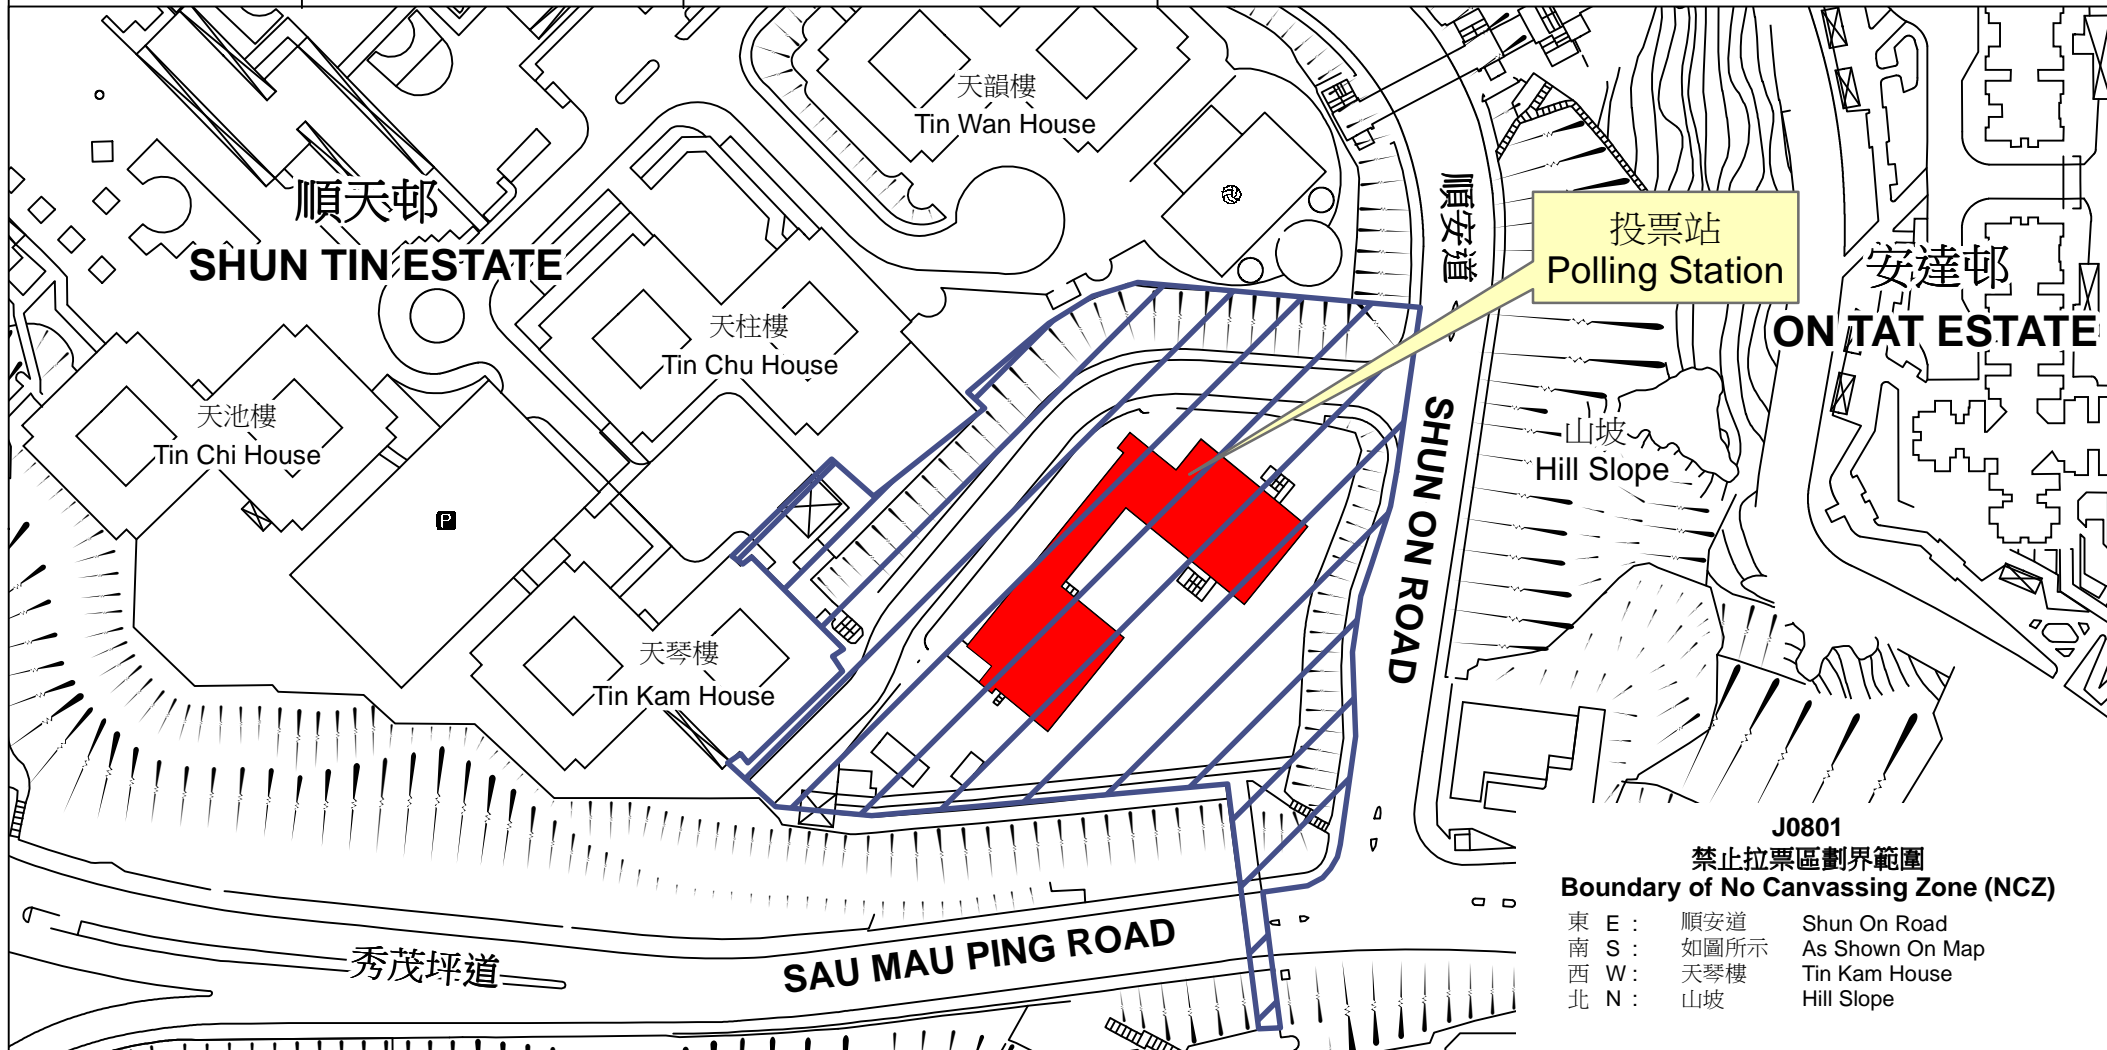 天韻樓
Tin Wan House
順天邨
SHUN TIN ESTATE
順安道
投票站
Polling Station
安達邨
ON TAT ESTATE
天柱樓
Tin Chu House
天池樓
Tin Chi House
P
SHUN ON ROAD
山坡
Hill Slope
天琴樓
Tin Kam House
秀茂坪道
SAU MAU PING ROAD
J0801
禁止拉票區劃界範圍
Boundary of No Canvassing Zone (NCZ)
東 E : 順安道 Shun On Road
南 S : 如圖所示 As Shown On Map
西 W : 天琴樓 Tin Kam House
北 N : 山坡 Hill Slope